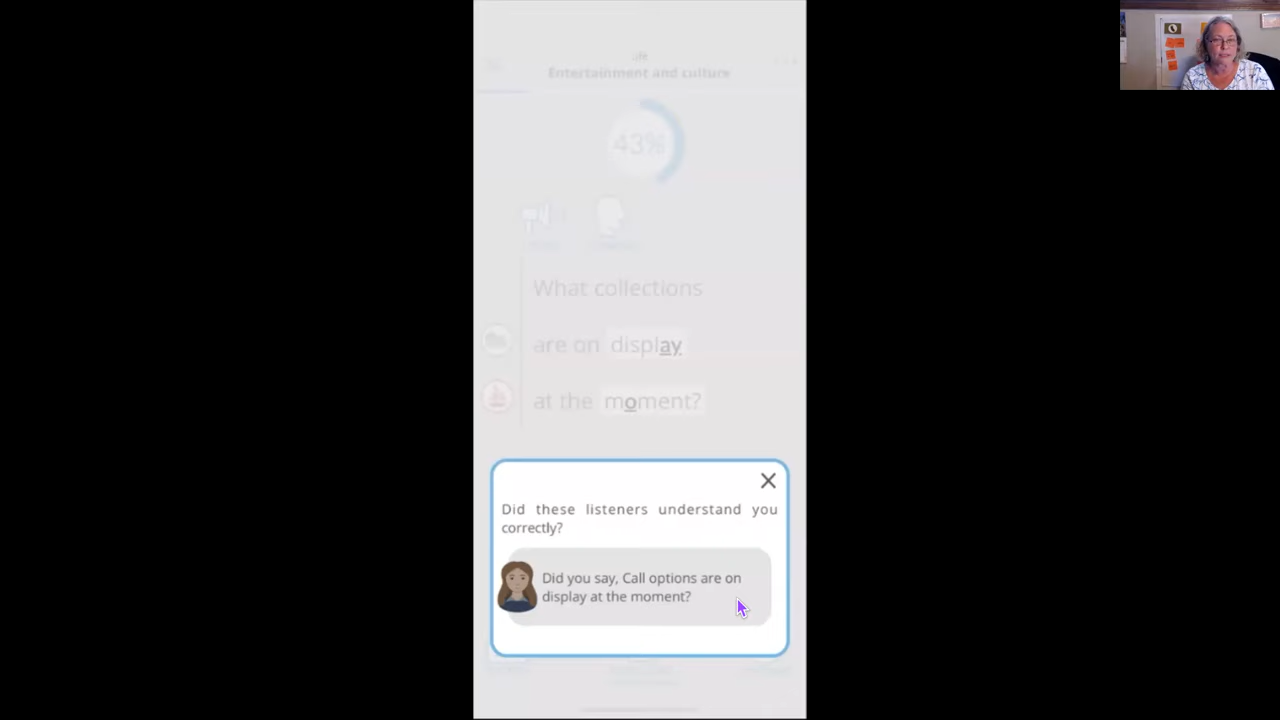 Entertainment and culture
43%
What collections
are on display
at the moment?
Did these listeners understand you
correctly?
Did you say, Call options are on
display at the moment?